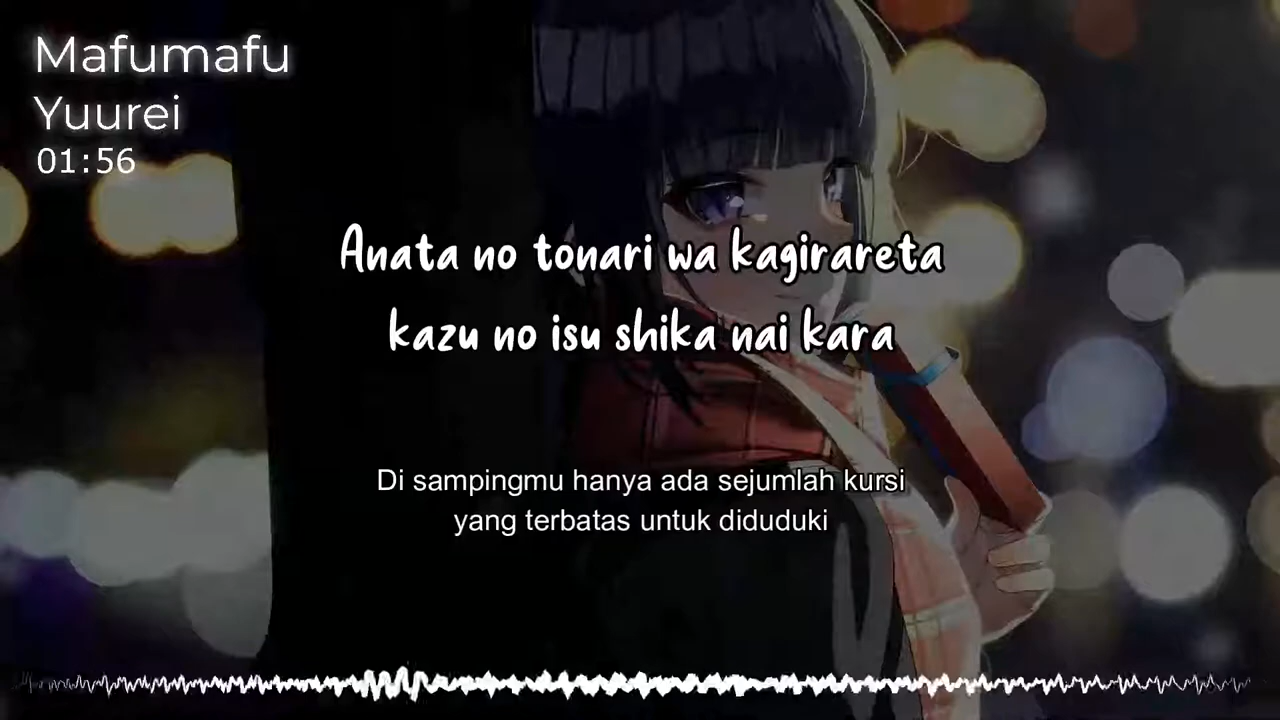 Mafumafu
Yuurei
01:56
Anata no tonari wa kagirareta
kazu no isu shika nai kara
Di sampingmu hanya ada sejumlah kursi
yang terbatas untuk diduduki